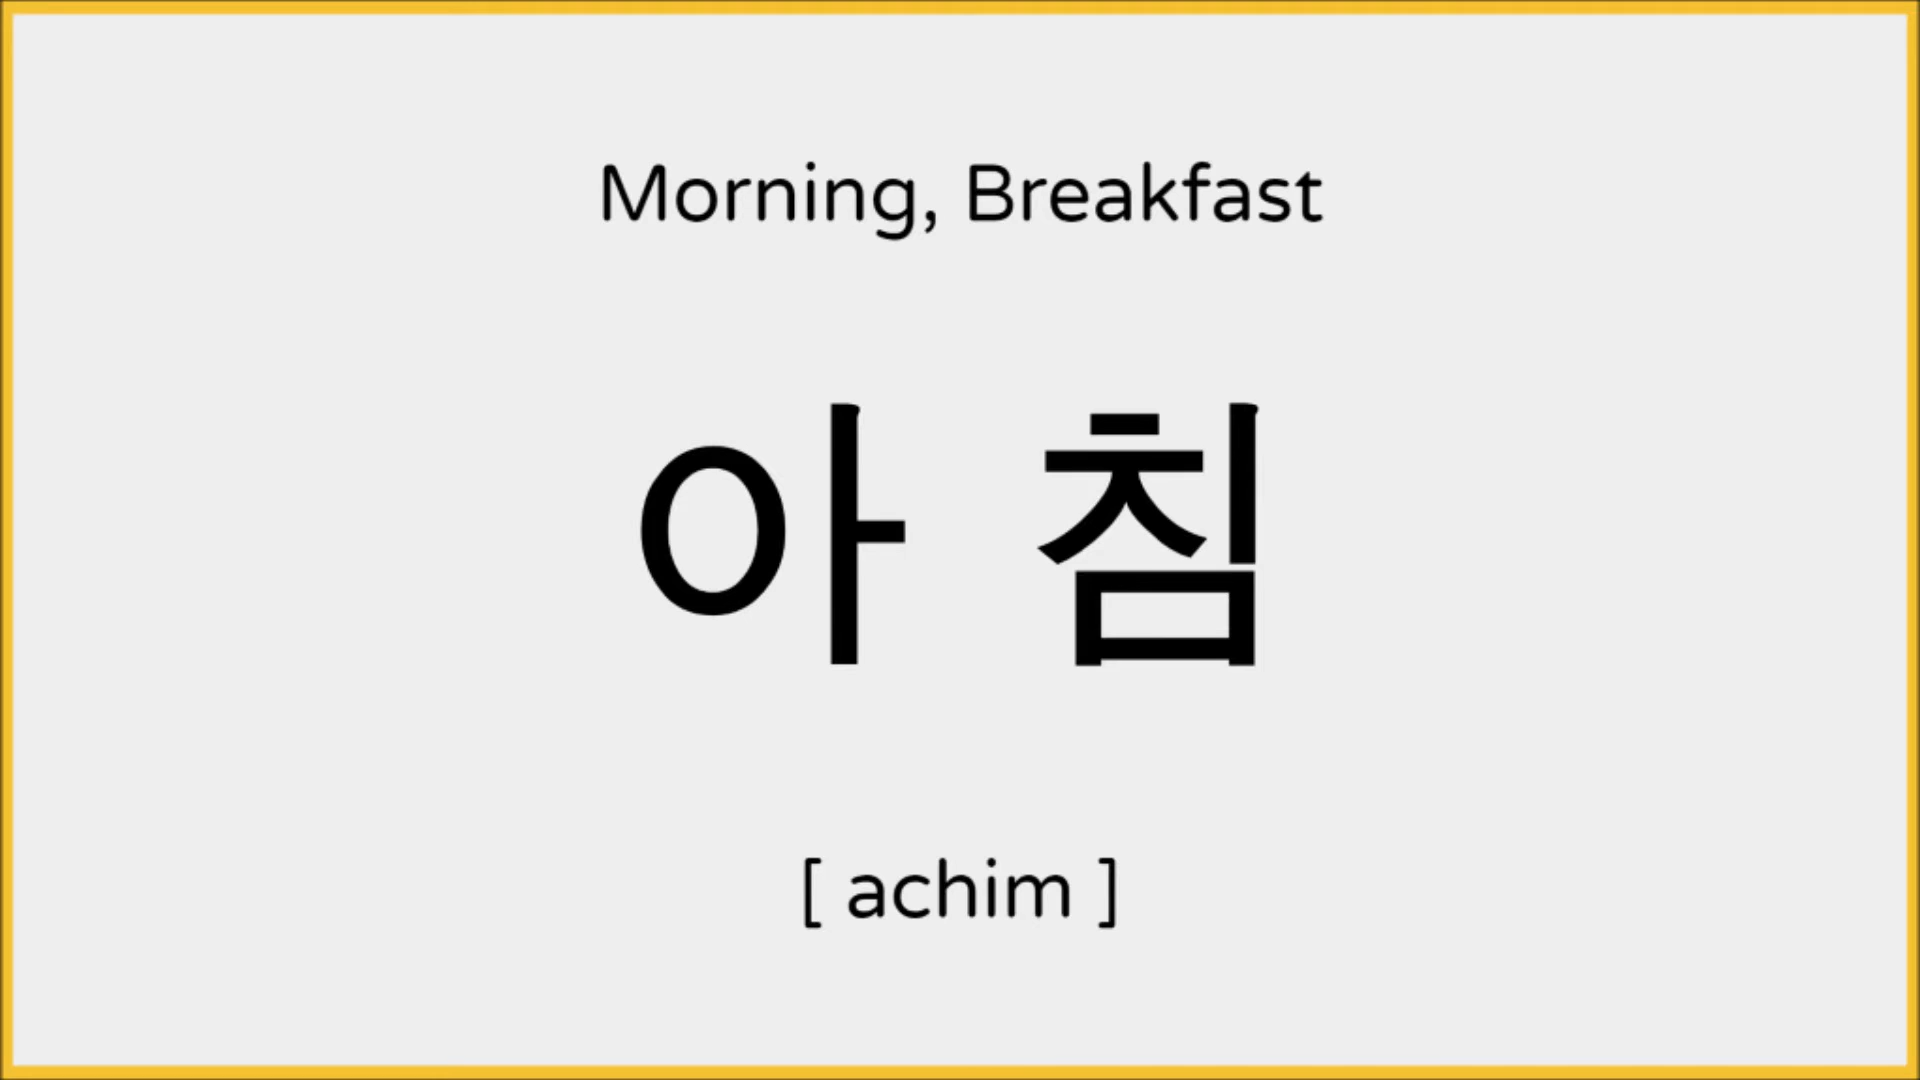 Morning, Breakfast
아 침
[ achim ]